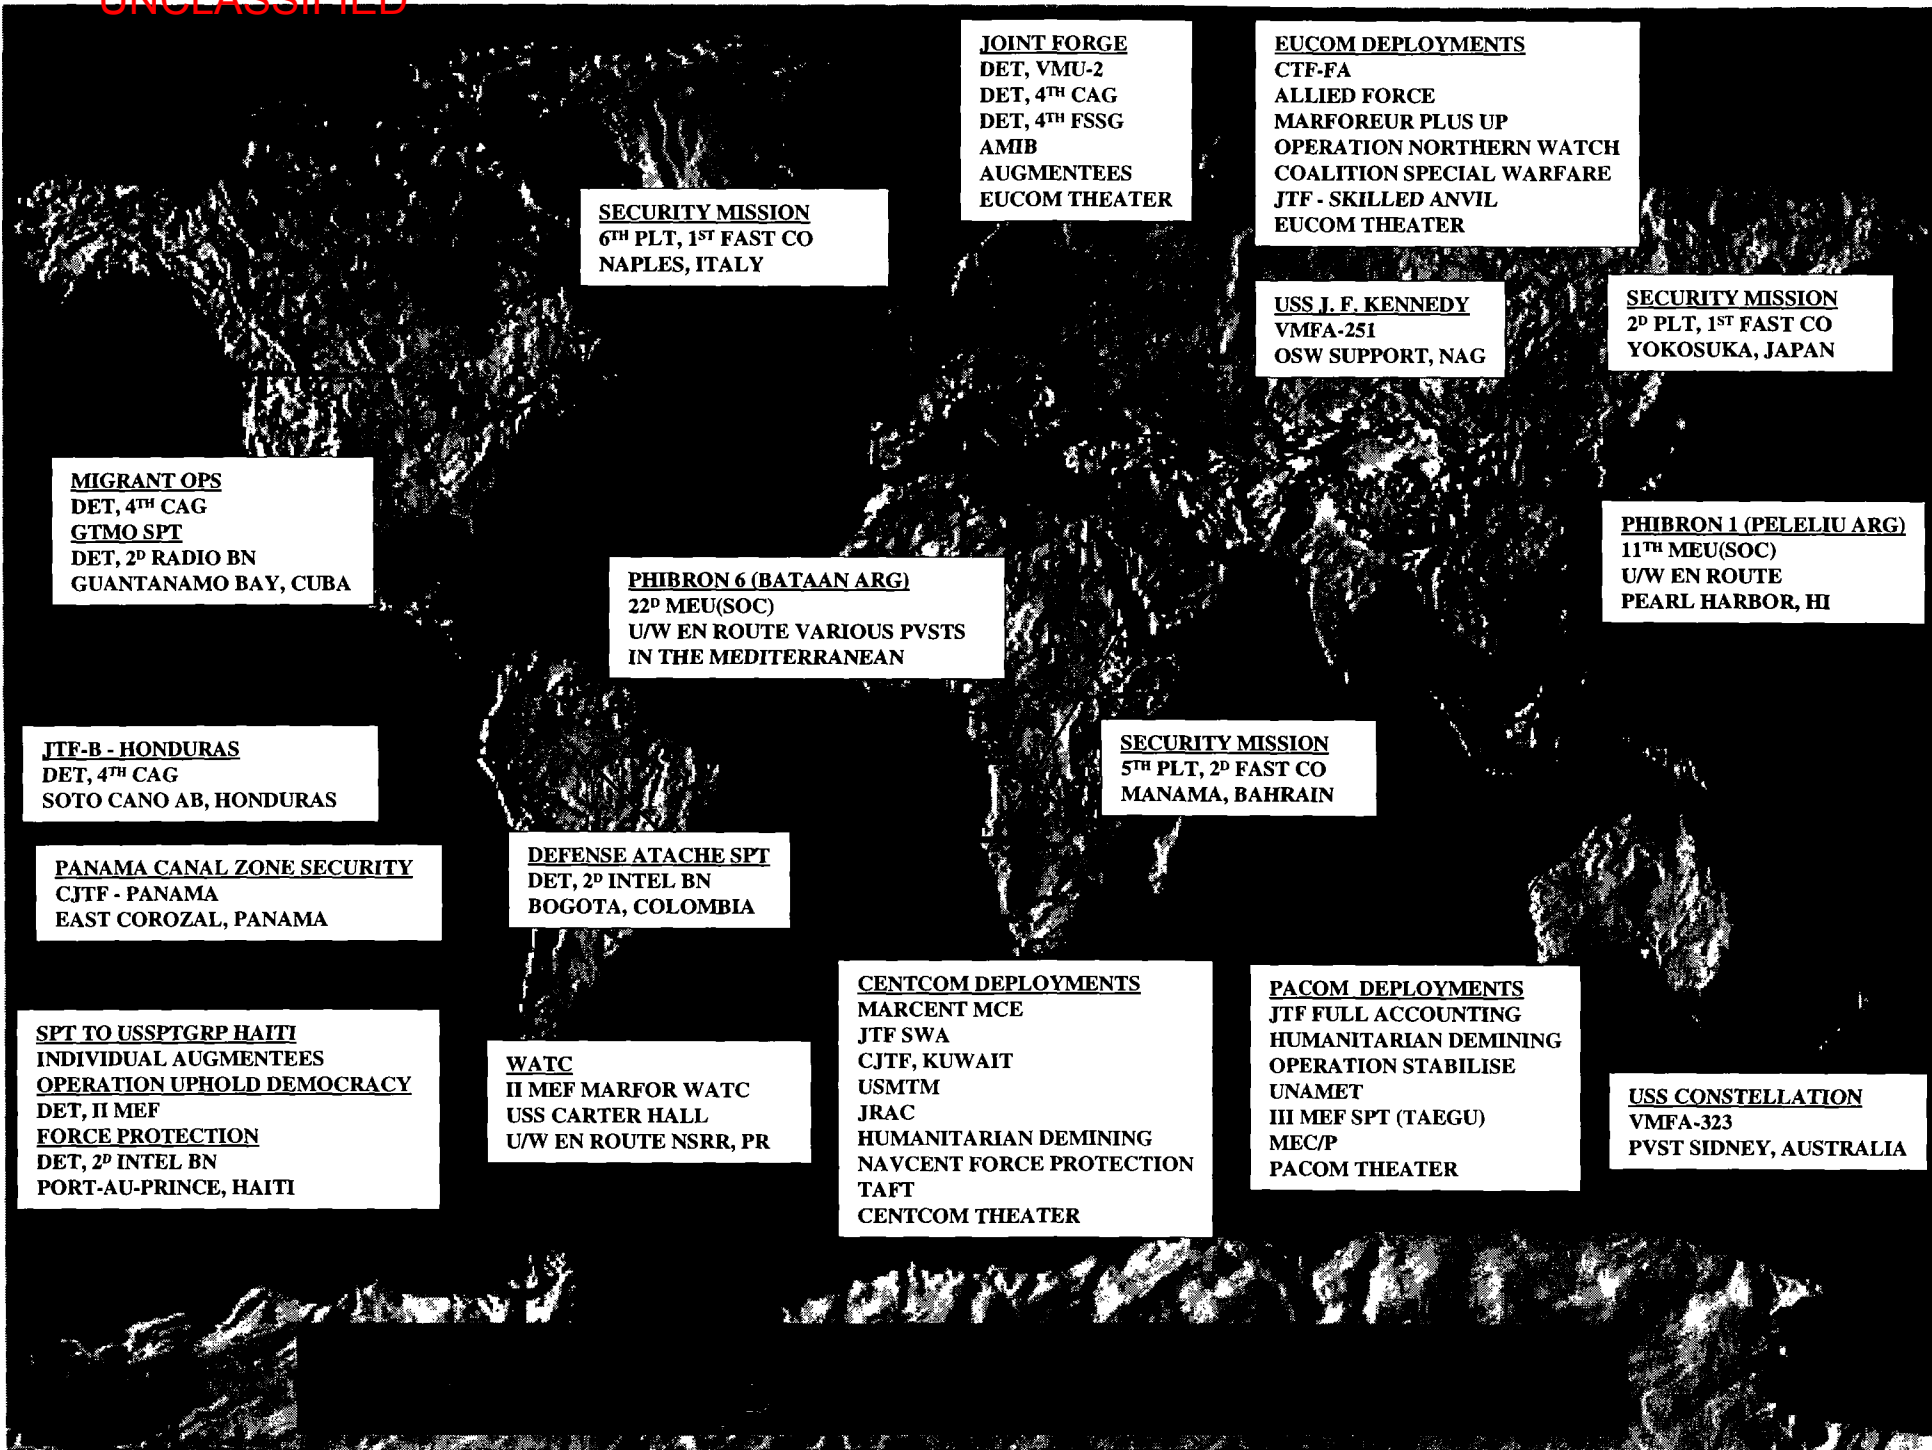 UNCLASSIFIED
JOINT FORGE
DET, VMU-2
DET, 4TH CAG
DET, 4TH FSSG
AMIB
AUGMENTEES
EUCOM THEATER
EUCOM DEPLOYMENTS
CTF-FA
ALLIED FORCE
MARFOREUR PLUS UP
OPERATION NORTHERN WATCH
COALITION SPECIAL WARFARE
JTF - SKILLED ANVIL
EUCOM THEATER
SECURITY MISSION
6TH PLT, 1ST FAST CO
NAPLES, ITALY
USS J. F. KENNEDY
VMFA-251
OSW SUPPORT, NAG
SECURITY MISSION
2D PLT, 1ST FAST CO
YOKOSUKA, JAPAN
MIGRANT OPS
DET, 4TH CAG
GTMO SPT
DET, 2D RADIO BN
GUANTANAMO BAY, CUBA
PHIBRON 6 (BATAAN ARG)
22D MEU(SOC)
U/W EN ROUTE VARIOUS PVSTS
IN THE MEDITERRANEAN
PHIBRON 1 (PELELIU ARG)
11TH MEU(SOC)
U/W EN ROUTE
PEARL HARBOR, HI
JTF-B - HONDURAS
DET, 4TH CAG
SOTO CANO AB, HONDURAS
SECURITY MISSION
5TH PLT, 2D FAST CO
MANAMA, BAHRAIN
PANAMA CANAL ZONE SECURITY
CJTF - PANAMA
EAST COROZAL, PANAMA
DEFENSE ATACHE SPT
DET, 2D INTEL BN
BOGOTA, COLOMBIA
SPT TO USSPTGRP HAITI
INDIVIDUAL AUGMENTEES
OPERATION UPHOLD DEMOCRACY
DET, II MEF
FORCE PROTECTION
DET, 2D INTEL BN
PORT-AU-PRINCE, HAITI
WATC
II MEF MARFOR WATC
USS CARTER HALL
U/W EN ROUTE NSRR, PR
CENTCOM DEPLOYMENTS
MARCENT MCE
JTF SWA
CJTF, KUWAIT
USMTM
JRAC
HUMANITARIAN DEMINING
NAVCENT FORCE PROTECTION
TAFT
CENTCOM THEATER
PACOM DEPLOYMENTS
JTF FULL ACCOUNTING
HUMANITARIAN DEMINING
OPERATION STABILISE
UNAMET
III MEF SPT (TAEGU)
MEC/P
PACOM THEATER
USS CONSTELLATION
VMFA-323
PVST SIDNEY, AUSTRALIA